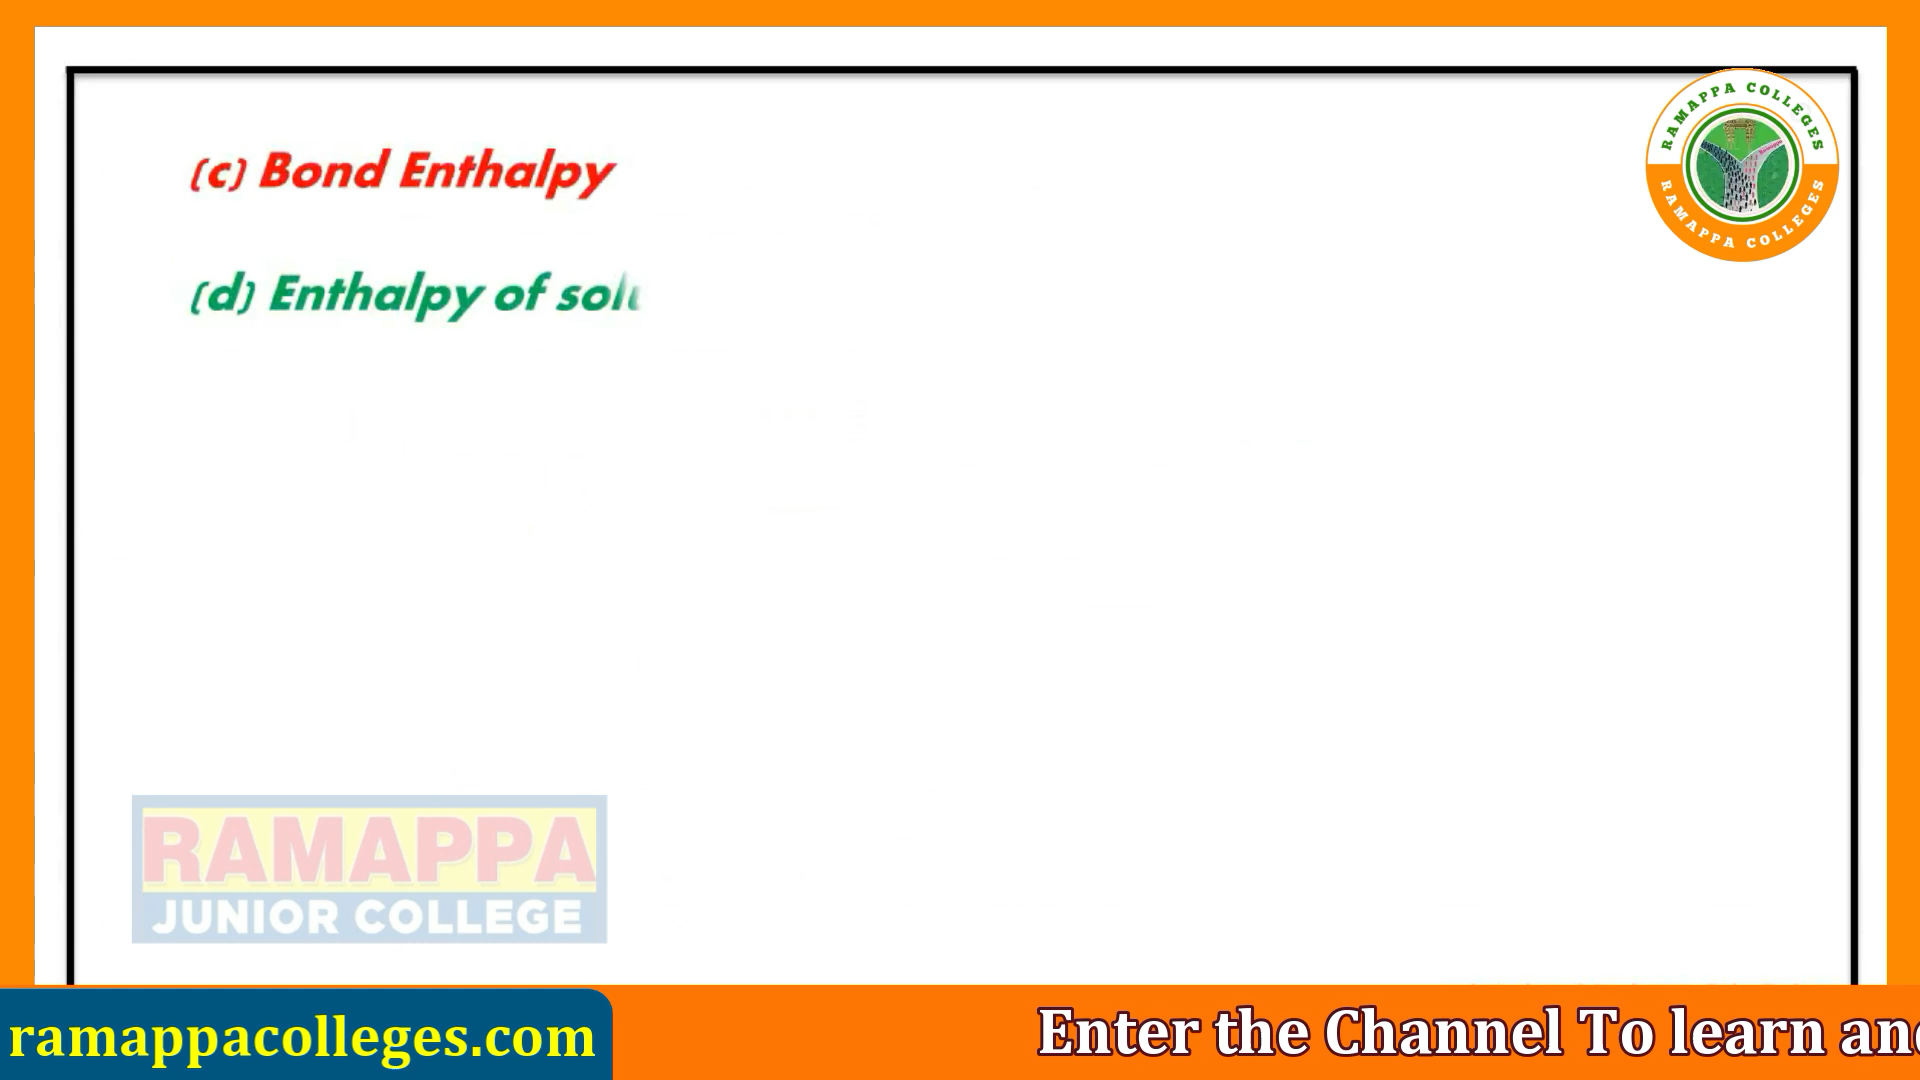 (c) Bond Enthalpy
(d) Enthalpy of sol
RAMAPPA COLLEGES
RAMAPPA COLLEGES
RAMAPPA
JUNIOR COLLEGE
ramappacolleges.com
Enter the Channel To learn an